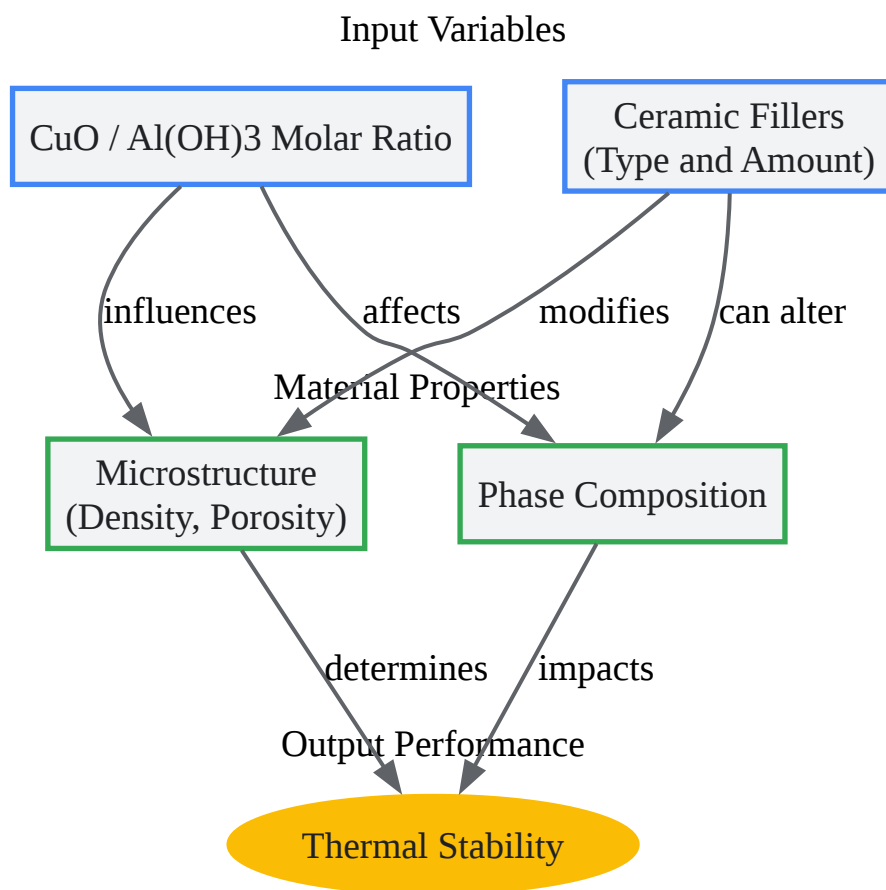 Input Variables
CuO / Al(OH)3 Molar Ratio
Ceramic Fillers
(Type and Amount)
influences
affects
modifies
can alter
Material Properties
Microstructure
(Density, Porosity)
Phase Composition
determines
impacts
Output Performance
Thermal Stability